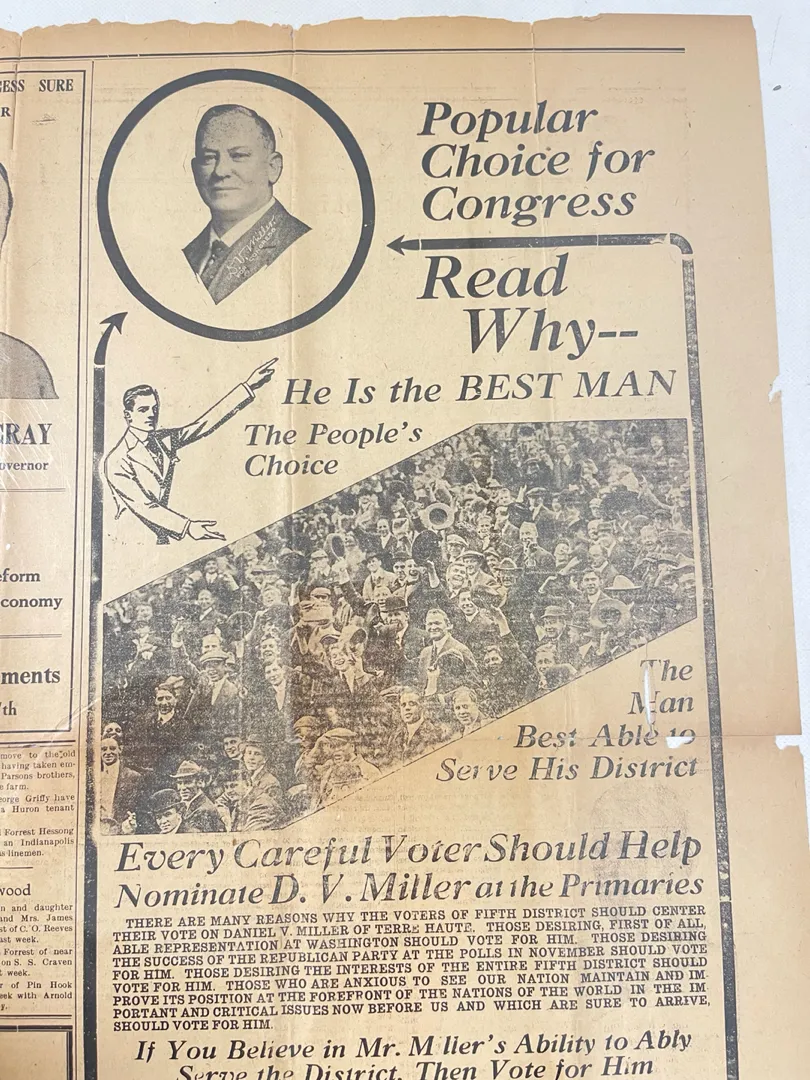 ESS SURE
R
GRAY
overnor
eform
conomy
ments
7th
move to the old
having taken em-
Parsons brothers,
e farm.
eorge Griffy have
a Huron tenant
Forrest Hessong
an Indianapolis
linemen.
wood
n and daughter
and Mrs. James
st of C. O. Reeves
ast week.
Forrest of near
on S. S. Craven
t week.
r of Pin Hook
eek with Arnold
y.
D. V. Miller
Popular
Choice for
Congress
Read
Why--
He Is the BEST MAN
The People's
Choice
The
Man
Best Able to
Serve His District
Every Careful Voter Should Help
Nominate D. V. Miller at the Primaries
THERE ARE MANY REASONS WHY THE VOTERS OF FIFTH DISTRICT SHOULD CENTER
THEIR VOTE ON DANIEL V. MILLER OF TERRE HAUTE. THOSE DESIRING, FIRST OF ALL,
ABLE REPRESENTATION AT WASHINGTON SHOULD VOTE FOR HIM. THOSE DESIRING
THE SUCCESS OF THE REPUBLICAN PARTY AT THE POLLS IN NOVEMBER SHOULD VOTE
FOR HIM. THOSE DESIRING THE INTERESTS OF THE ENTIRE FIFTH DISTRICT SHOULD
VOTE FOR HIM. THOSE WHO ARE ANXIOUS TO SEE OUR NATION MAINTAIN AND IM
PROVE ITS POSITION AT THE FOREFRONT OF THE NATIONS OF THE WORLD IN THE IM
PORTANT AND CRITICAL ISSUES NOW BEFORE US AND WHICH ARE SURE TO ARRIVE,
SHOULD VOTE FOR HIM.
If You Believe in Mr. Miller's Ability to Ably
Serve the District, Then Vote for Him